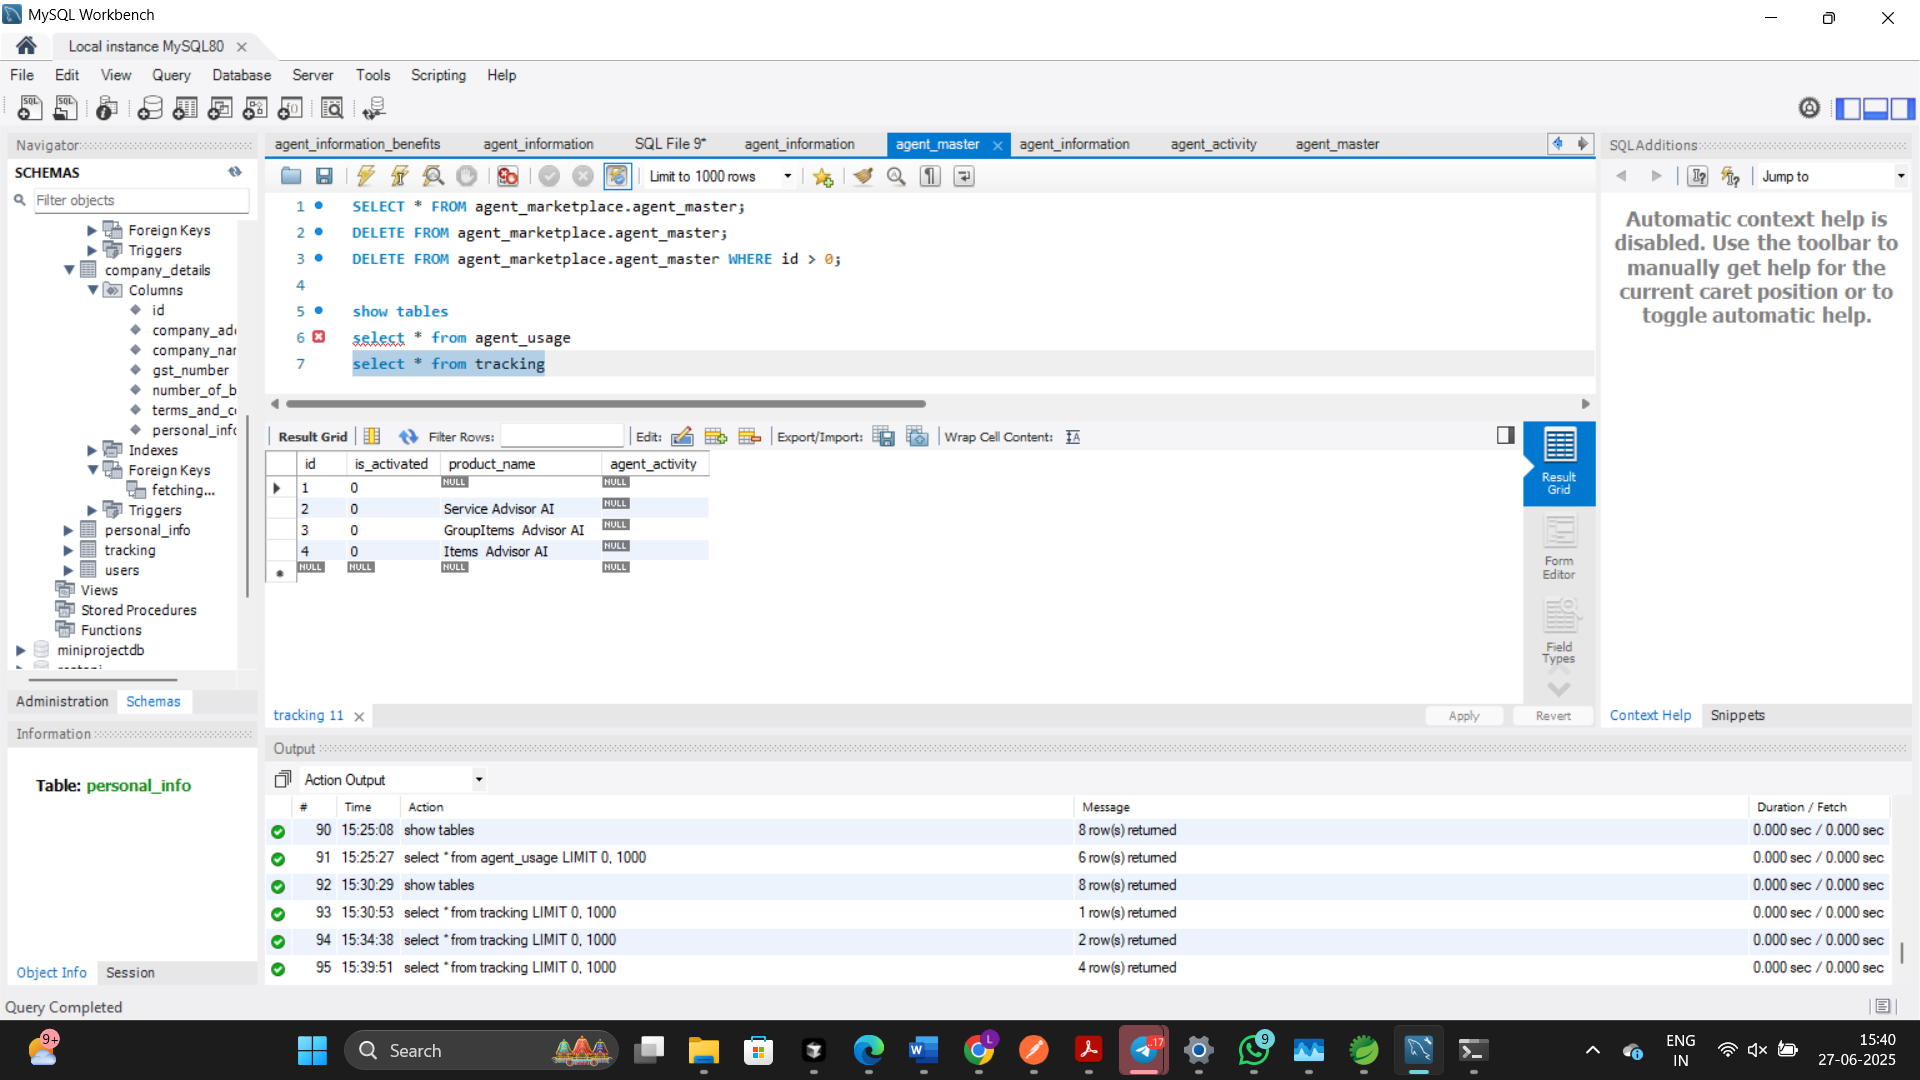 MySQL Workbench
Local instance MySQL80
File Edit View Query Database Server Tools Scripting Help
Navigator
SCHEMAS
Filter objects
Foreign Keys
Triggers
company_details
Columns
id
company_ad
company_nar
gst_number
number_of_b
terms_and_c
personal_info
Indexes
Foreign Keys
fetching...
Triggers
personal_info
tracking
users
Views
Stored Procedures
Functions
miniprojectdb
Administration Schemas
Information
Table: personal_info
Object Info Session
Query Completed
agent_information_benefits agent_information SQL File 9* agent_information agent_master agent_information agent_activity agent_master
Limit to 1000 rows
1 SELECT * FROM agent_marketplace.agent_master;
2 DELETE FROM agent_marketplace.agent_master;
3 DELETE FROM agent_marketplace.agent_master WHERE id > 0;
4
5 show tables
6 select * from agent_usage
7 select * from tracking
Result Grid Filter Rows: Edit: Export/Import: Wrap Cell Content:
id is_activated product_name agent_activity
1 0 NULL NULL
2 0 Service Advisor AI NULL
3 0 GroupItems Advisor AI NULL
4 0 Items Advisor AI NULL
NULL NULL NULL NULL
Result
Grid
Form
Editor
Field
Types
tracking 11
Apply Revert
Output
Action Output
# Time Action Message Duration / Fetch
90 15:25:08 show tables 8 row(s) returned 0.000 sec / 0.000 sec
91 15:25:27 select * from agent_usage LIMIT 0, 1000 6 row(s) returned 0.000 sec / 0.000 sec
92 15:30:29 show tables 8 row(s) returned 0.000 sec / 0.000 sec
93 15:30:53 select * from tracking LIMIT 0, 1000 1 row(s) returned 0.000 sec / 0.000 sec
94 15:34:38 select * from tracking LIMIT 0, 1000 2 row(s) returned 0.000 sec / 0.000 sec
95 15:39:51 select * from tracking LIMIT 0, 1000 4 row(s) returned 0.000 sec / 0.000 sec
SQLAdditions
Jump to
Automatic context help is
disabled. Use the toolbar to
manually get help for the
current caret position or to
toggle automatic help.
Context Help Snippets
9+
Search
L
..17
9
ENG
IN
15:40
27-06-2025